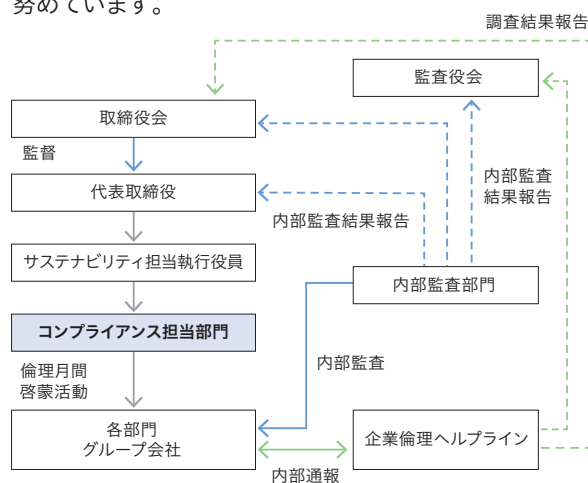 努めています。
調査結果報告
監査役会
取締役会
監督
内部監査
結果報告
代表取締役
内部監査結果報告
サステナビリティ担当執行役員
内部監査部門
コンプライアンス担当部門
倫理月間
啓蒙活動
内部監査
各部門
グループ会社
企業倫理ヘルプライン
内部通報